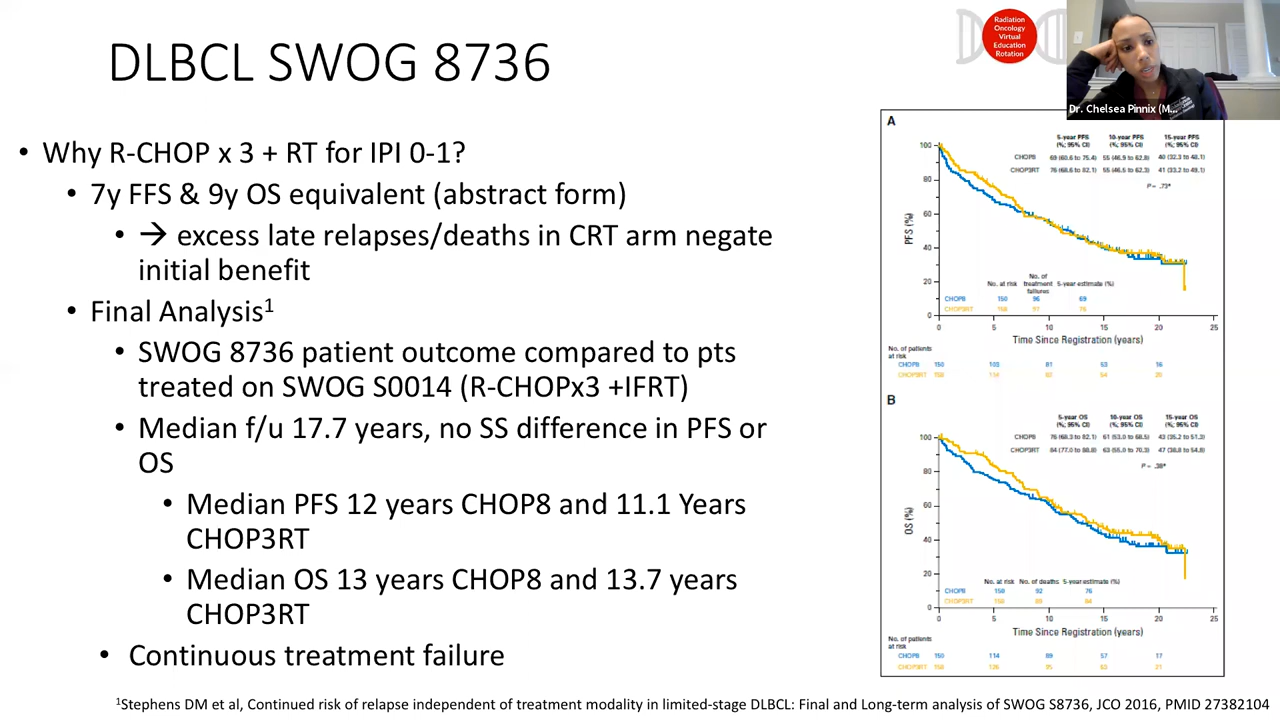 DLBCL SWOG 8736
Radiation
Oncology
Virtual
Education
Rotation
Dr. Chelsea Pinnix (M...
• Why R-CHOP x 3 + RT for IPI 0-1?
• 7y FFS & 9y OS equivalent (abstract form)
• → excess late relapses/deaths in CRT arm negate
initial benefit
• Final Analysis1
• SWOG 8736 patient outcome compared to pts
treated on SWOG S0014 (R-CHOPx3 +IFRT)
• Median f/u 17.7 years, no SS difference in PFS or
OS
• Median PFS 12 years CHOP8 and 11.1 Years
CHOP3RT
• Median OS 13 years CHOP8 and 13.7 years
CHOP3RT
• Continuous treatment failure
A
5-year PFS 10-year PFS 15-year PFS
(%; 95% CI) (%; 95% CI) (%; 95% CI)
CHOP8 69 (60.6 to 75.4) 55 (46.9 to 62.8) 40 (32.3 to 48.1)
CHOP3RT 76 (68.6 to 82.1) 55 (46.5 to 62.3) 41 (33.2 to 49.1)
P = .73*
100
80
60
40
20
0
PFS (%)
No. at risk No. of treatment failures 5-year estimate (%)
CHOP8 150 96 69
CHOP3RT 150 97 76
0 5 10 15 20 25
Time Since Registration (years)
No. of patients
at risk
CHOP8 150 103 81 53 16
CHOP3RT 150 114 54
B
5-year OS 10-year OS 15-year OS
(%; 95% CI) (%; 95% CI) (%; 95% CI)
CHOP8 76 (68.3 to 82.1) 61 (53.0 to 68.5) 43 (35.2 to 51.3)
CHOP3RT 84 (77.0 to 88.8) 63 (55.0 to 70.3) 47 (38.8 to 54.8)
P = .38*
100
80
60
40
20
0
OS (%)
No. at risk No. of deaths 5-year estimate (%)
CHOP8 150 92 76
CHOP3RT 150 89 84
0 5 10 15 20 25
Time Since Registration (years)
No. of patients
at risk
CHOP8 150 114 89 57 17
CHOP3RT 150 126 95 21
1Stephens DM et al, Continued risk of relapse independent of treatment modality in limited-stage DLBCL: Final and Long-term analysis of SWOG S8736, JCO 2016, PMID 27382104